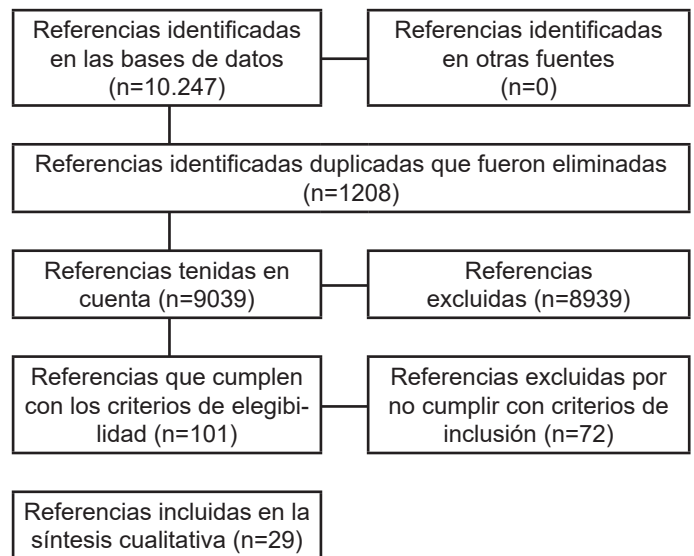 Referencias identificadas
en las bases de datos
(n=10.247)
Referencias identificadas
en otras fuentes
(n=0)
Referencias identificadas duplicadas que fueron eliminadas
(n=1208)
Referencias tenidas en
cuenta (n=9039)
Referencias
excluidas (n=8939)
Referencias que cumplen
con los criterios de elegibi-
lidad (n=101)
Referencias excluidas por
no cumplir con criterios de
inclusión (n=72)
Referencias incluidas en la
síntesis cualitativa (n=29)